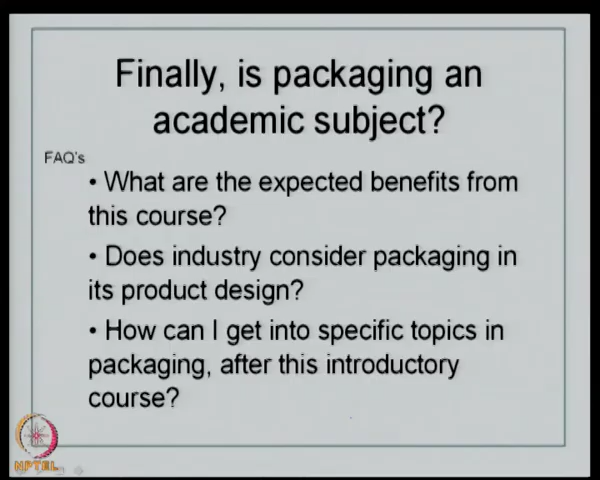 Finally, is packaging an
academic subject?
FAQ's
• What are the expected benefits from
this course?
• Does industry consider packaging in
its product design?
• How can I get into specific topics in
packaging, after this introductory
course?
NPTEL